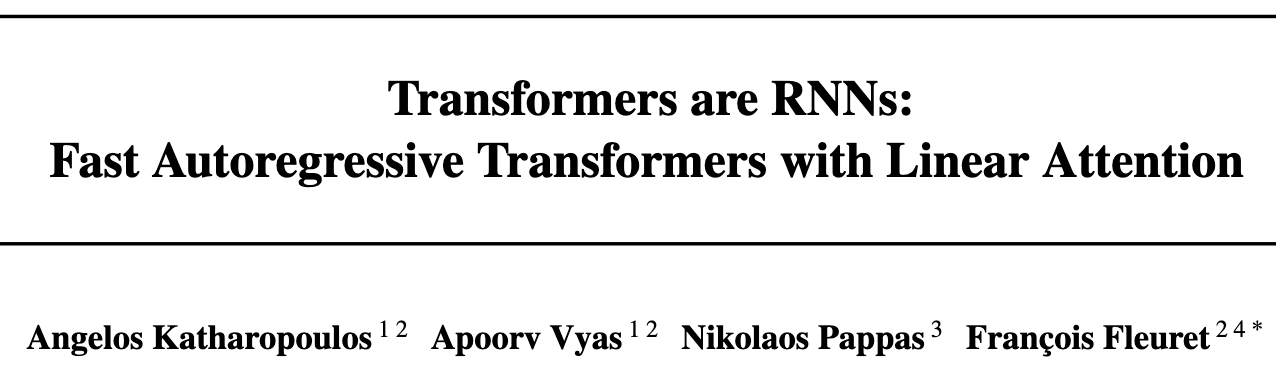 Transformers are RNNs:
Fast Autoregressive Transformers with Linear Attention
Angelos Katharopoulos 1 2 Apoorv Vyas 1 2 Nikolaos Pappas 3 François Fleuret 2 4 *